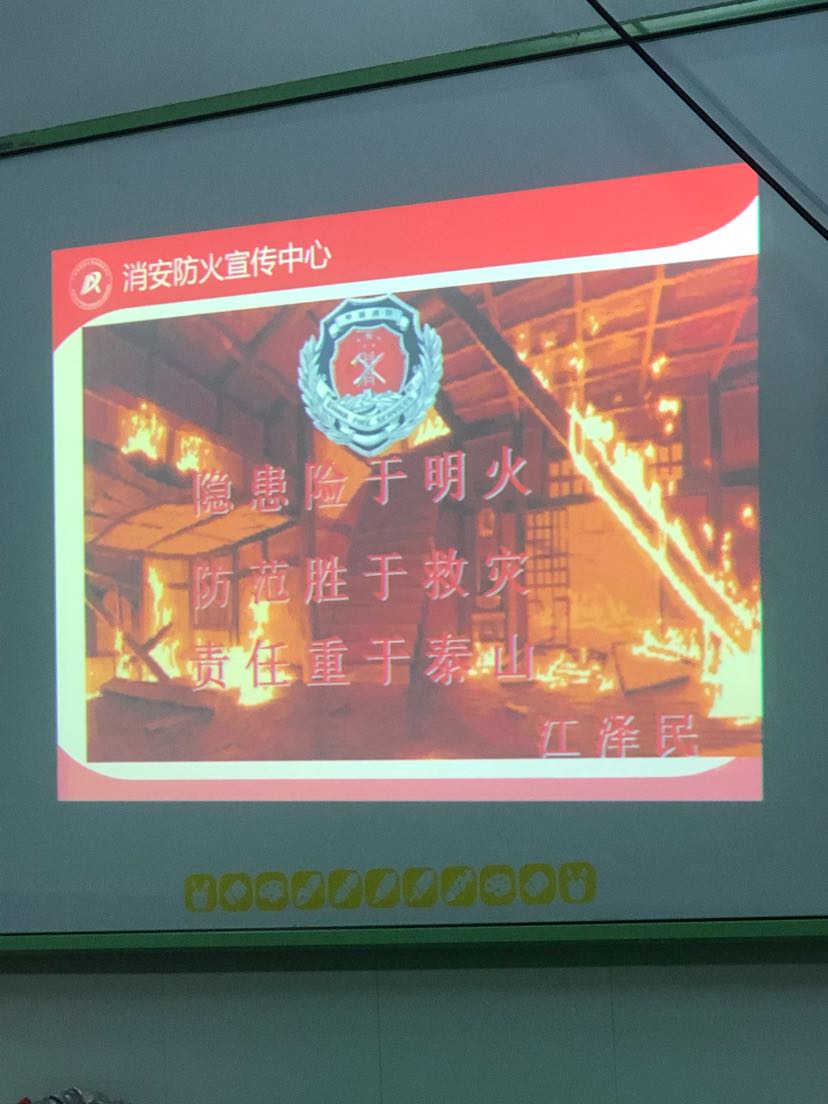 消安防火宣传中心
隐患险于明火
防范胜于救灾
责任重于泰山
江泽民